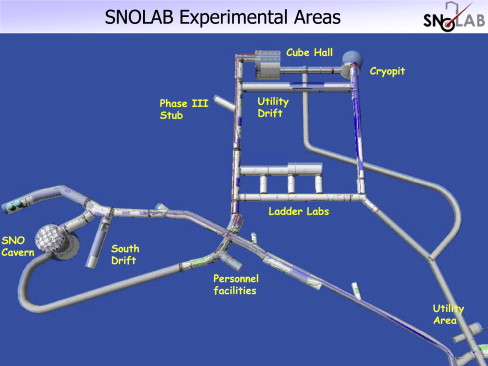 SNOLAB Experimental Areas
SNOLAB
Cube Hall
Cryopit
Phase III
Stub
Utility
Drift
Ladder Labs
SNO
Cavern
South
Drift
Personnel
facilities
Utility
Area